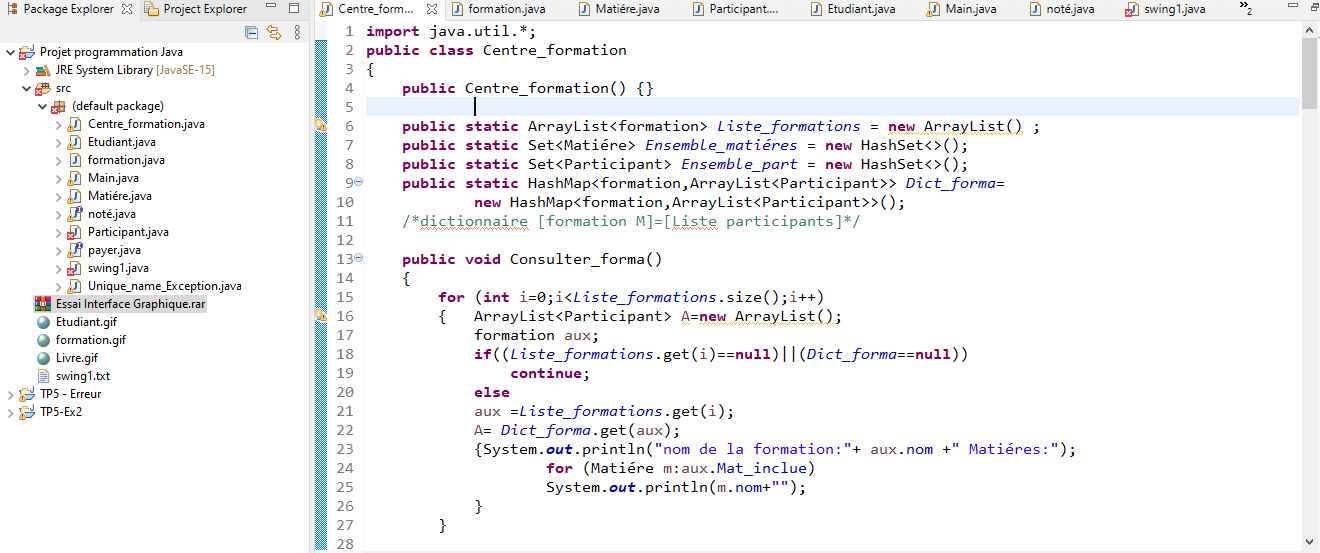 Package Explorer
Project Explorer
Projet programmation Java
JRE System Library [JavaSE-15]
src
(default package)
Centre_formation.java
Etudiant.java
formation.java
Main.java
Matiére.java
noté.java
Participant.java
payer.java
swing1.java
Unique_name_Exception.java
Essai Interface Graphique.rar
Etudiant.gif
formation.gif
Livre.gif
swing1.txt
TP5 - Erreur
TP5-Ex2
Centre_form...
formation.java
Matiére.java
Participant....
Etudiant.java
Main.java
noté.java
swing1.java
»2
1 import java.util.*;
2 public class Centre_formation
3 {
4 public Centre_formation() {}
5
6 public static ArrayList<formation> Liste_formations = new ArrayList() ;
7 public static Set<Matiére> Ensemble_matiéres = new HashSet<>();
8 public static Set<Participant> Ensemble_part = new HashSet<>();
9 public static HashMap<formation,ArrayList<Participant>> Dict_forma=
10 new HashMap<formation,ArrayList<Participant>>();
11 /*dictionnaire [formation M]=[Liste participants]*/
12
13 public void Consulter_forma()
14 {
15 for (int i=0;i<Liste_formations.size();i++)
16 { ArrayList<Participant> A=new ArrayList();
17 formation aux;
18 if((Liste_formations.get(i)==null)||(Dict_forma==null))
19 continue;
20 else
21 aux =Liste_formations.get(i);
22 A= Dict_forma.get(aux);
23 {System.out.println("nom de la formation:"+ aux.nom +" Matiéres:");
24 for (Matiére m:aux.Mat_inclue)
25 System.out.println(m.nom+"");
26 }
27 }
28